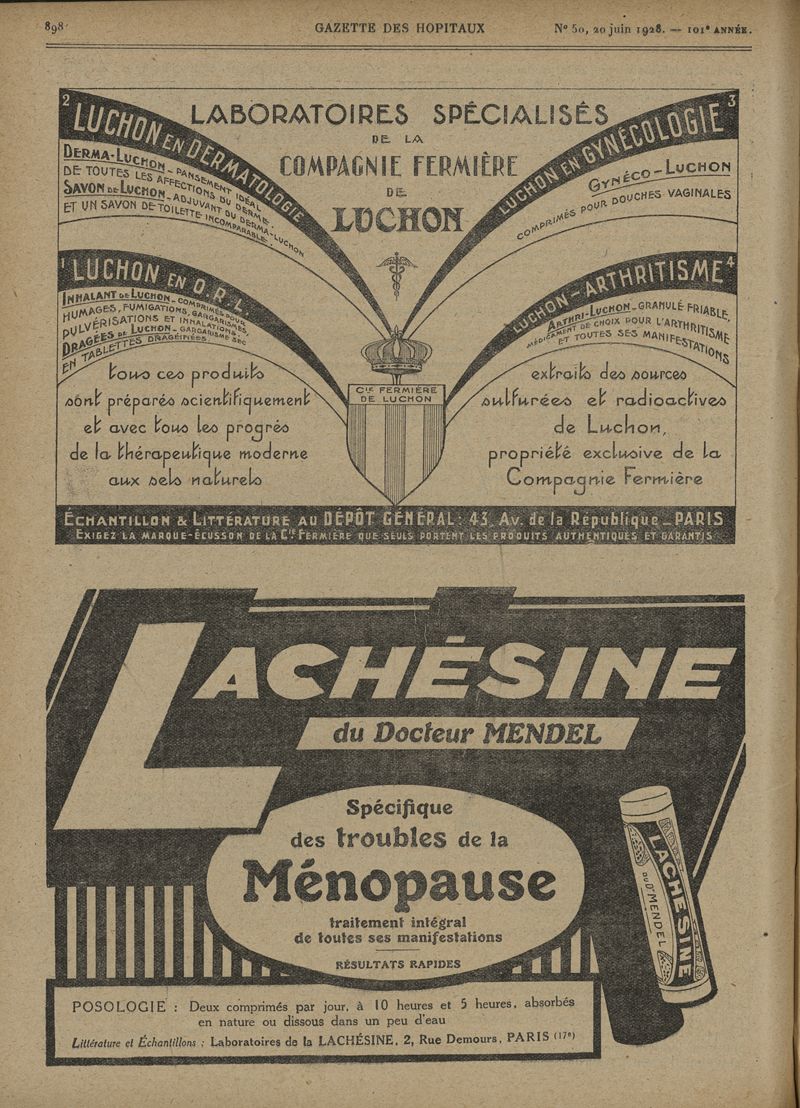 898
GAZETTE DES HOPITAUX
Nº 50, 20 juin 1928. — 101e ANNÉE.
LABORATOIRES SPÉCIALISÉS
DE LA
COMPAGNIE FERMIÈRE
DE
LUCHON
2 LUCHON EN DERMATOLOGIE
DERMA-LUCHON - PANSEMENT IDÉAL
DE TOUTES LES AFFECTIONS DU DERME.
SAVON DE LUCHON - ADJUVANT DU DERMA-LUCHON
ET UN SAVON DE TOILETTE INCOMPARABLE.
LUCHON EN GYNÉCOLOGIE 3
GYNÉCO-LUCHON
COMPRIMÉS POUR DOUCHES VAGINALES
1 LUCHON EN O.R.L.
INHALANT DE LUCHON - COMPRIMÉS POUR
HUMAGES, FUMIGATIONS, GARGARISMES,
PULVÉRISATIONS ET INHALATIONS.
DRAGÉES DE LUCHON - GARGARISME SEC
EN TABLETTES DRAGÉIFIÉES
LUCHON - ARTHRITISME 4
ARTHRI-LUCHON - GRANULÉ FRIABLE,
MÉDICAMENT DE CHOIX POUR L'ARTHRITISME
ET TOUTES SES MANIFESTATIONS
tous ces produits
sont préparés scientifiquement
et avec tous les progrés
de la thérapeutique moderne
aux sels naturels
Cie FERMIÈRE
DE LUCHON
extraits des sources
sulfurées et radioactives
de Luchon,
propriété exclusive de la
Compagnie Fermière
ÉCHANTILLON & LITTÉRATURE AU DÉPÔT GÉNÉRAL : 43, Av. de la République _ PARIS
EXIGEZ LA MARQUE-ÉCUSSON DE LA Cie FERMIÈRE QUE SEULS PORTENT LES PRODUITS AUTHENTIQUES ET GARANTIS
LACHÉSINE
du Docteur MENDEL
Spécifique
des troubles de la
Ménopause
traitement intégral
de toutes ses manifestations
RÉSULTATS RAPIDES
LACHÉSINE
DU Dr MENDEL
POSOLOGIE : Deux comprimés par jour, à 10 heures et 5 heures, absorbés
en nature ou dissous dans un peu d'eau
Littérature et Échantillons : Laboratoires de la LACHÉSINE, 2, Rue Demours, PARIS (17e)